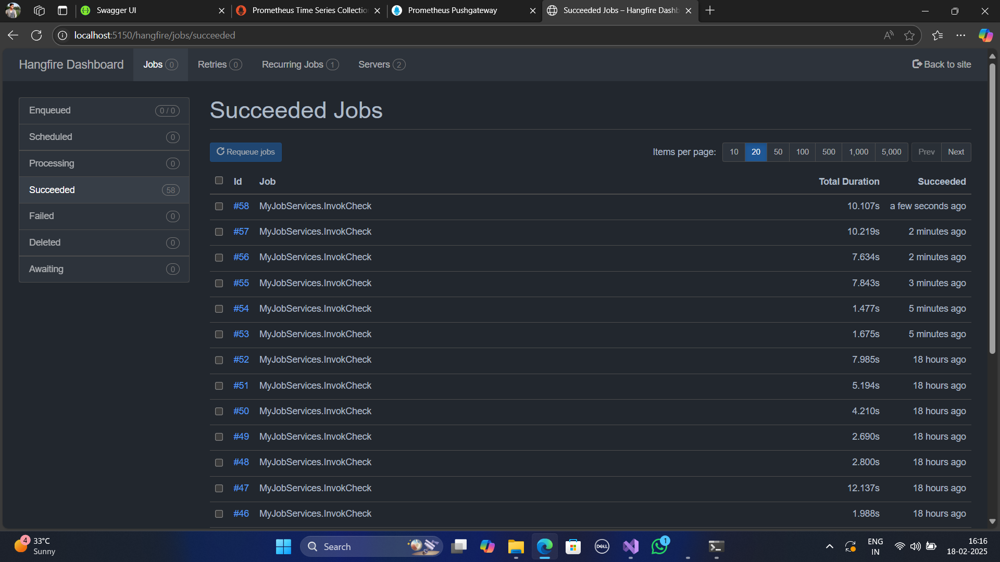 Swagger UI
Prometheus Time Series Collectio
Prometheus Pushgateway
Succeeded Jobs – Hangfire Dashb
localhost:5150/hangfire/jobs/succeeded
Hangfire Dashboard
Jobs 0
Retries 0
Recurring Jobs 1
Servers 2
Back to site
Enqueued 0 / 0
Scheduled 0
Processing 0
Succeeded 58
Failed 0
Deleted 0
Awaiting 0
Succeeded Jobs
Requeue jobs
Items per page: 10 20 50 100 500 1,000 5,000 Prev Next
Id Job Total Duration Succeeded
#58 MyJobServices.InvokCheck 10.107s a few seconds ago
#57 MyJobServices.InvokCheck 10.219s 2 minutes ago
#56 MyJobServices.InvokCheck 7.634s 2 minutes ago
#55 MyJobServices.InvokCheck 7.843s 3 minutes ago
#54 MyJobServices.InvokCheck 1.477s 5 minutes ago
#53 MyJobServices.InvokCheck 1.675s 5 minutes ago
#52 MyJobServices.InvokCheck 7.985s 18 hours ago
#51 MyJobServices.InvokCheck 5.194s 18 hours ago
#50 MyJobServices.InvokCheck 4.210s 18 hours ago
#49 MyJobServices.InvokCheck 2.690s 18 hours ago
#48 MyJobServices.InvokCheck 2.800s 18 hours ago
#47 MyJobServices.InvokCheck 12.137s 18 hours ago
#46 MyJobServices.InvokCheck 1.988s 18 hours ago
4
33°C
Sunny
Search
DELL
1
ENG
IN
16:16
18-02-2025